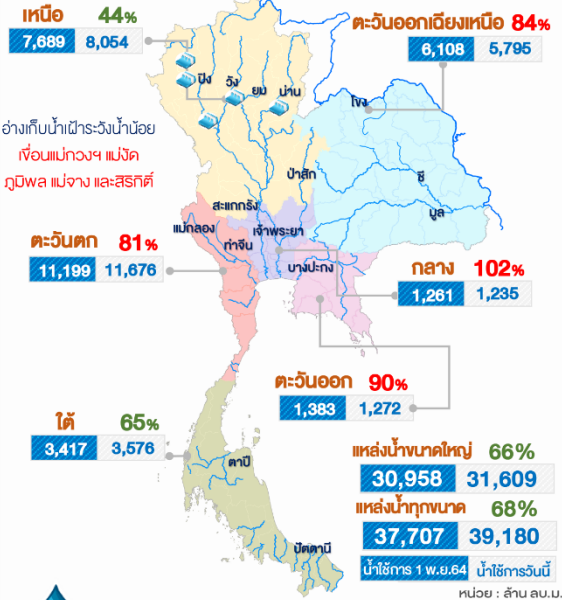 เหนือ 44%
7,689 8,054
ตะวันออกเฉียงเหนือ 84%
6,108 5,795
ปิง
วัง
ยม
น่าน
โขง
อ่างเก็บน้ำเฝ้าระวังน้ำน้อย
เขื่อนแม่กวงฯ แม่งัด
ภูมิพล แม่จาง และสิริกิติ์
ป่าสัก
ชี
มูล
สะแกกรัง
แม่กลอง
ท่าจีน
เจ้าพระยา
บางปะกง
ตะวันตก 81%
11,199 11,676
กลาง 102%
1,261 1,235
ตะวันออก 90%
1,383 1,272
ใต้ 65%
3,417 3,576
ตาปี
ปัตตานี
แหล่งน้ำขนาดใหญ่ 66%
30,958 31,609
แหล่งน้ำทุกขนาด 68%
37,707 39,180
น้ำใช้การ 1 พ.ย.64 น้ำใช้การวันนี้
หน่วย : ล้าน ลบ.ม.